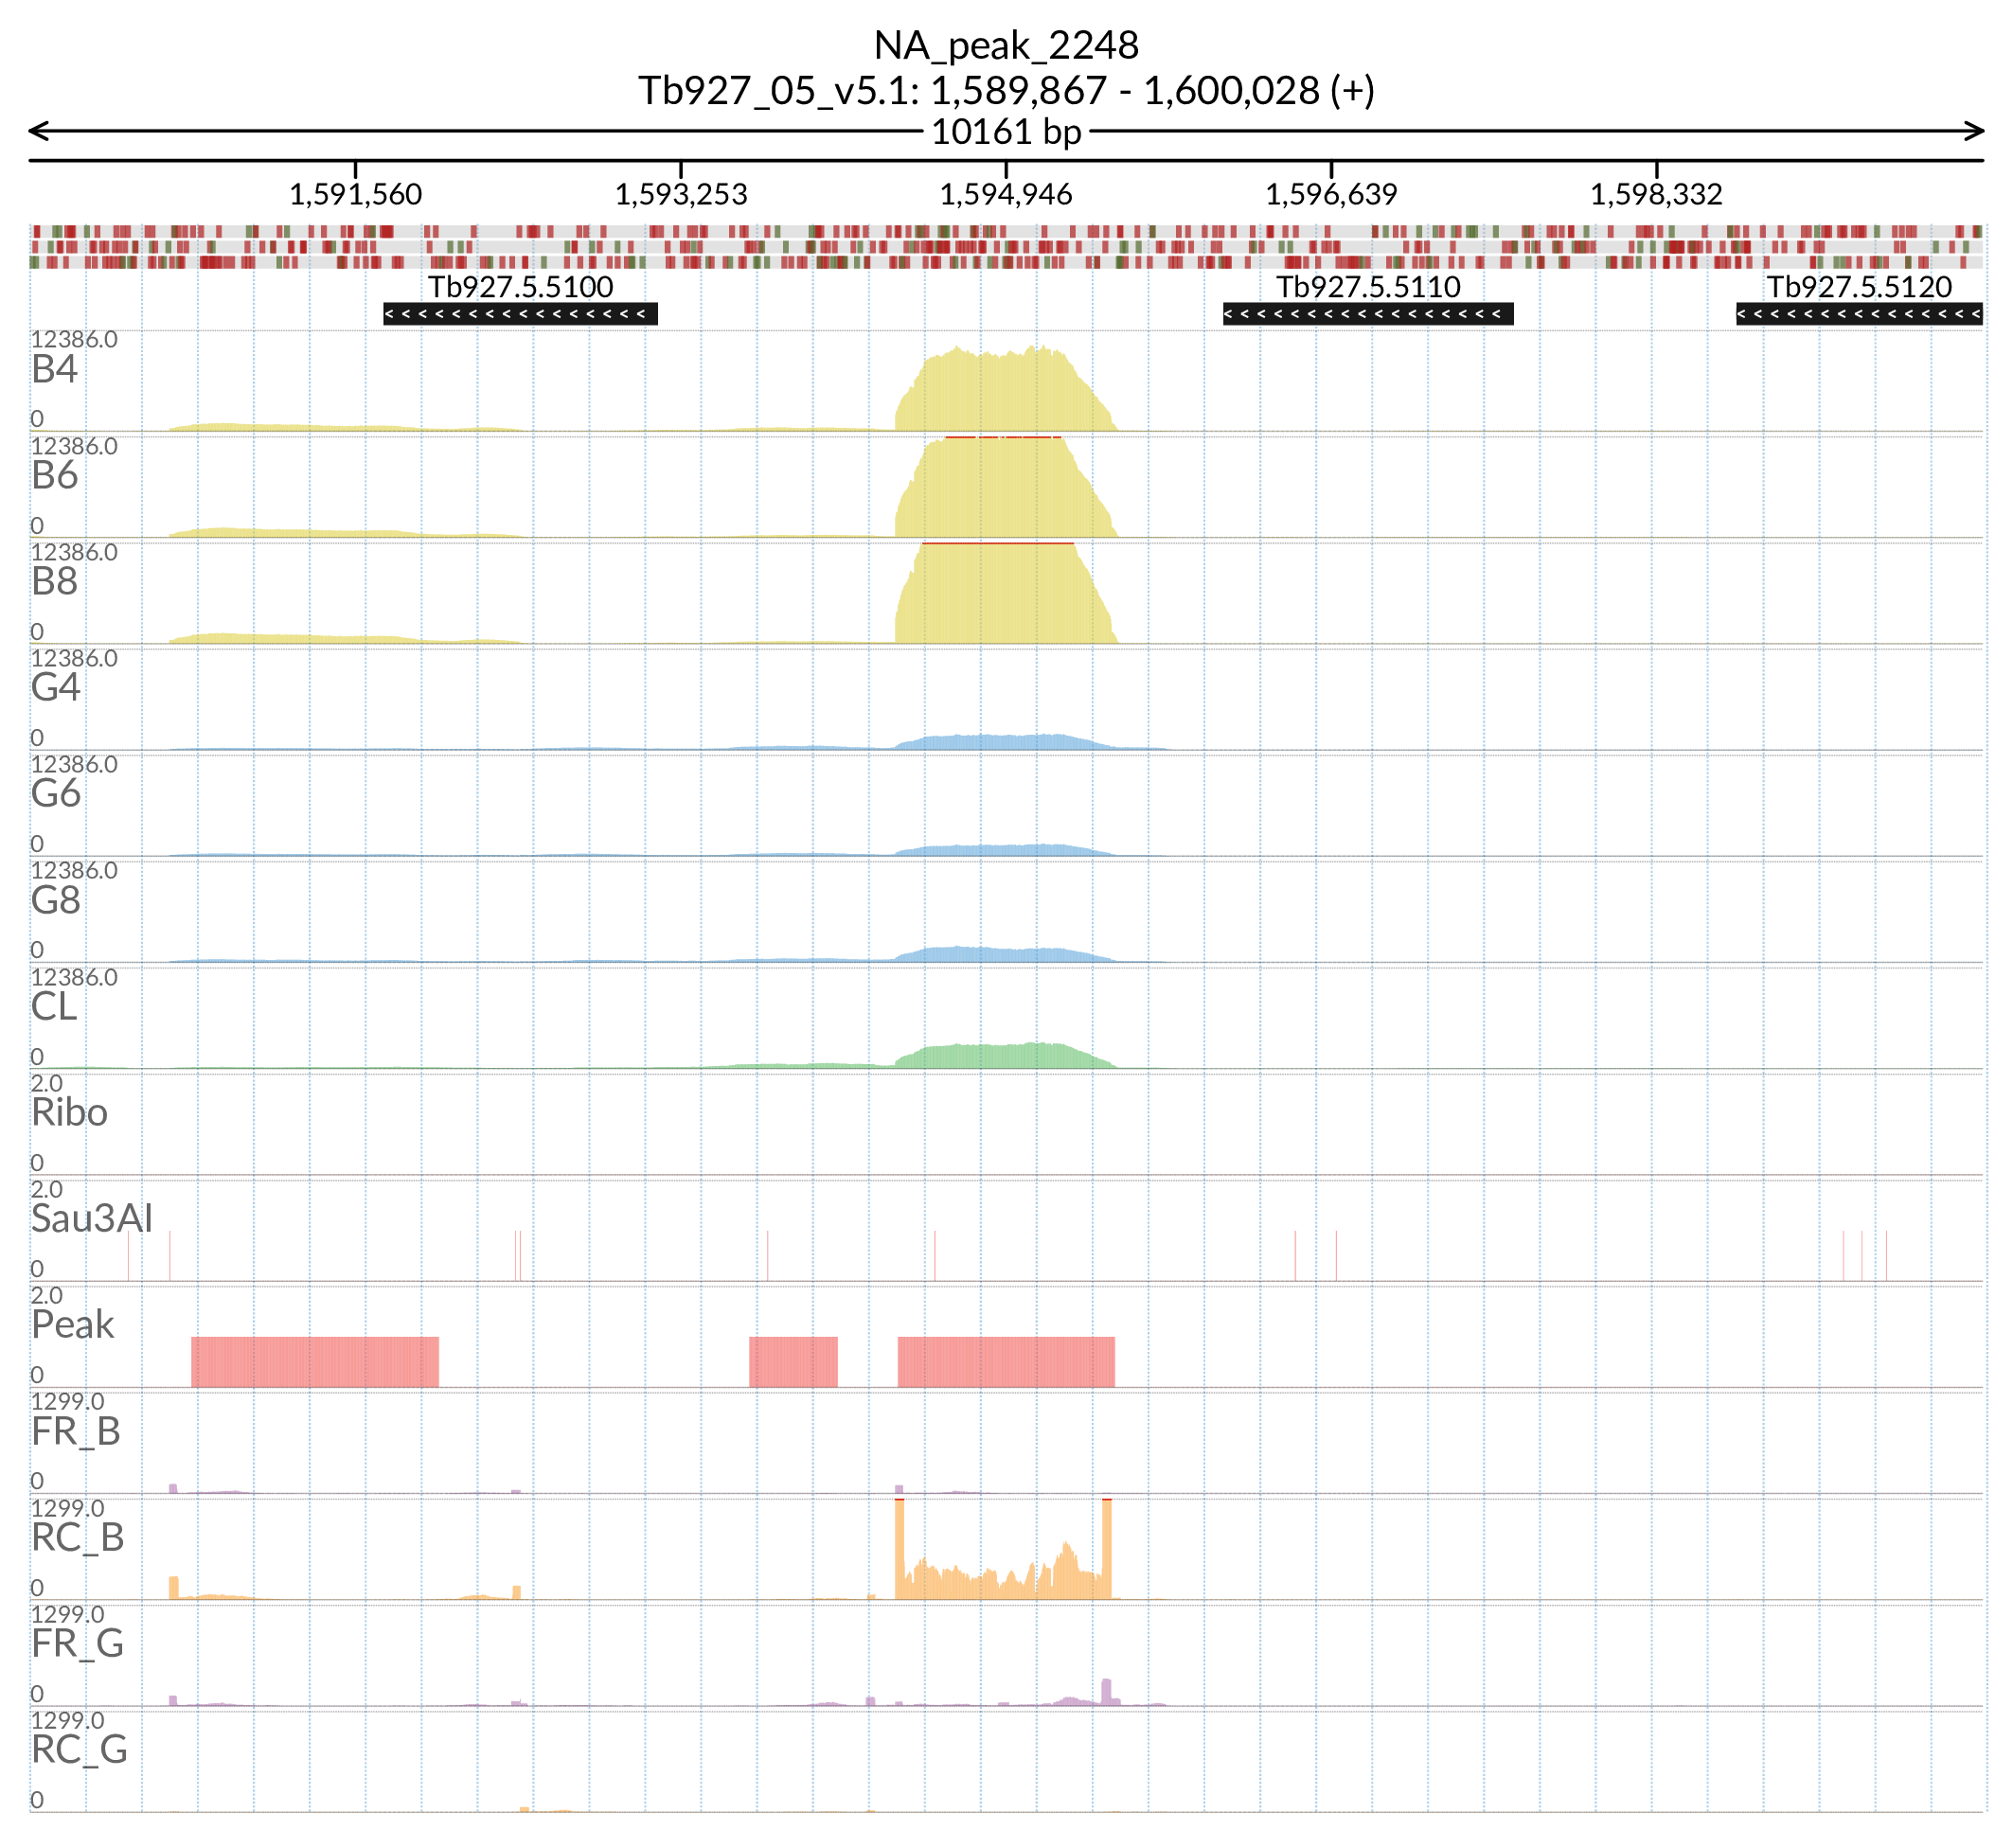 NA_peak_2248
Tb927_05_v5.1: 1,589,867 - 1,600,028 (+)
10161 bp
1,591,560 1,593,253 1,594,946 1,596,639 1,598,332
Tb927.5.5100 Tb927.5.5110 Tb927.5.5120
12386.0
B4
0
12386.0
B6
0
12386.0
B8
0
12386.0
G4
0
12386.0
G6
0
12386.0
G8
0
12386.0
CL
0
2.0
Ribo
0
2.0
Sau3AI
0
2.0
Peak
0
1299.0
FR_B
0
1299.0
RC_B
0
1299.0
FR_G
0
1299.0
RC_G
0